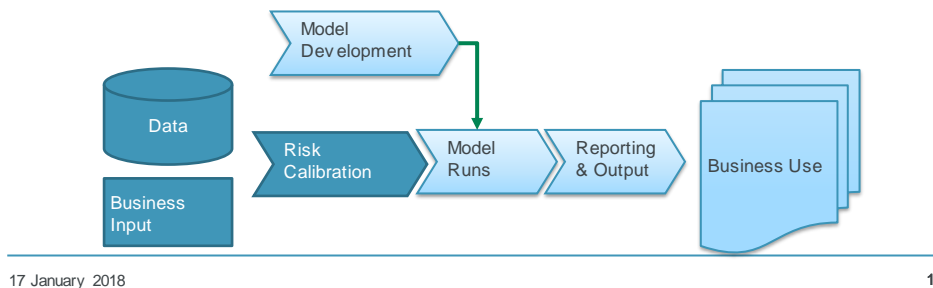 Model
Development
Data
Risk
Calibration
Model
Runs
Reporting
& Output
Business Use
Business
Input
17 January 2018
1